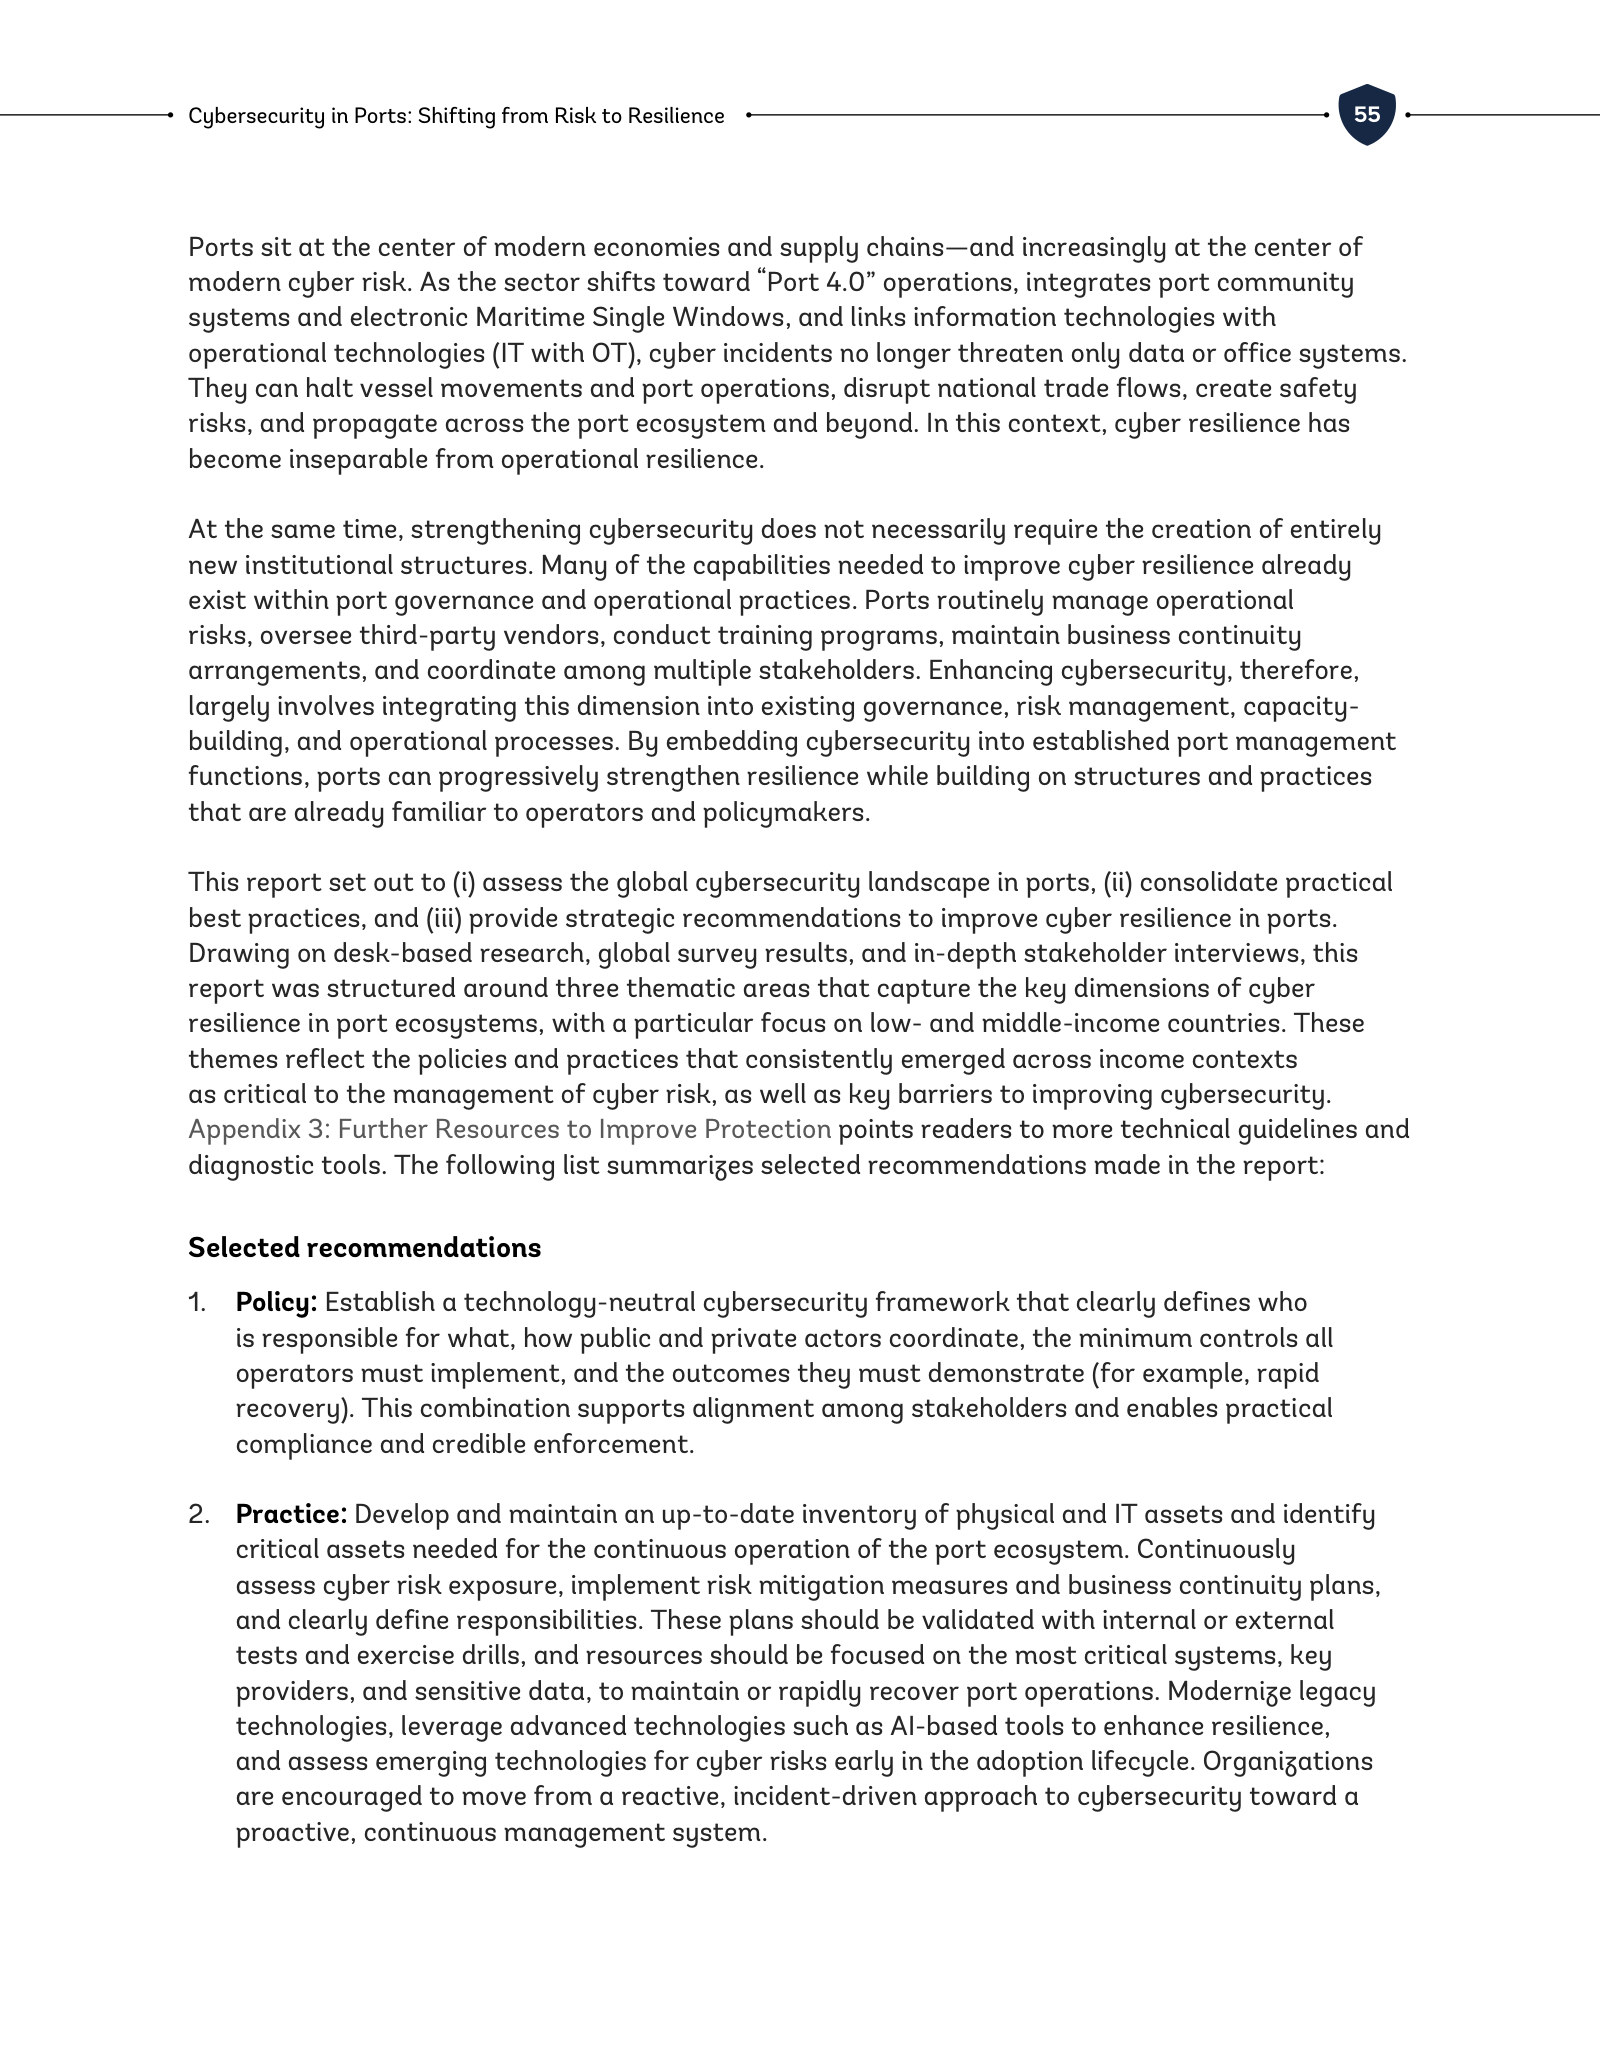 Cybersecurity in Ports: Shifting from Risk to Resilience
55
Ports sit at the center of modern economies and supply chains—and increasingly at the center of
modern cyber risk. As the sector shifts toward “Port 4.0” operations, integrates port community
systems and electronic Maritime Single Windows, and links information technologies with
operational technologies (IT with OT), cyber incidents no longer threaten only data or office systems.
They can halt vessel movements and port operations, disrupt national trade flows, create safety
risks, and propagate across the port ecosystem and beyond. In this context, cyber resilience has
become inseparable from operational resilience.
At the same time, strengthening cybersecurity does not necessarily require the creation of entirely
new institutional structures. Many of the capabilities needed to improve cyber resilience already
exist within port governance and operational practices. Ports routinely manage operational
risks, oversee third-party vendors, conduct training programs, maintain business continuity
arrangements, and coordinate among multiple stakeholders. Enhancing cybersecurity, therefore,
largely involves integrating this dimension into existing governance, risk management, capacity-
building, and operational processes. By embedding cybersecurity into established port management
functions, ports can progressively strengthen resilience while building on structures and practices
that are already familiar to operators and policymakers.
This report set out to (i) assess the global cybersecurity landscape in ports, (ii) consolidate practical
best practices, and (iii) provide strategic recommendations to improve cyber resilience in ports.
Drawing on desk-based research, global survey results, and in-depth stakeholder interviews, this
report was structured around three thematic areas that capture the key dimensions of cyber
resilience in port ecosystems, with a particular focus on low- and middle-income countries. These
themes reflect the policies and practices that consistently emerged across income contexts
as critical to the management of cyber risk, as well as key barriers to improving cybersecurity.
Appendix 3: Further Resources to Improve Protection points readers to more technical guidelines and
diagnostic tools. The following list summarizes selected recommendations made in the report:
Selected recommendations
1. Policy: Establish a technology-neutral cybersecurity framework that clearly defines who
is responsible for what, how public and private actors coordinate, the minimum controls all
operators must implement, and the outcomes they must demonstrate (for example, rapid
recovery). This combination supports alignment among stakeholders and enables practical
compliance and credible enforcement.
2. Practice: Develop and maintain an up-to-date inventory of physical and IT assets and identify
critical assets needed for the continuous operation of the port ecosystem. Continuously
assess cyber risk exposure, implement risk mitigation measures and business continuity plans,
and clearly define responsibilities. These plans should be validated with internal or external
tests and exercise drills, and resources should be focused on the most critical systems, key
providers, and sensitive data, to maintain or rapidly recover port operations. Modernize legacy
technologies, leverage advanced technologies such as AI-based tools to enhance resilience,
and assess emerging technologies for cyber risks early in the adoption lifecycle. Organizations
are encouraged to move from a reactive, incident-driven approach to cybersecurity toward a
proactive, continuous management system.